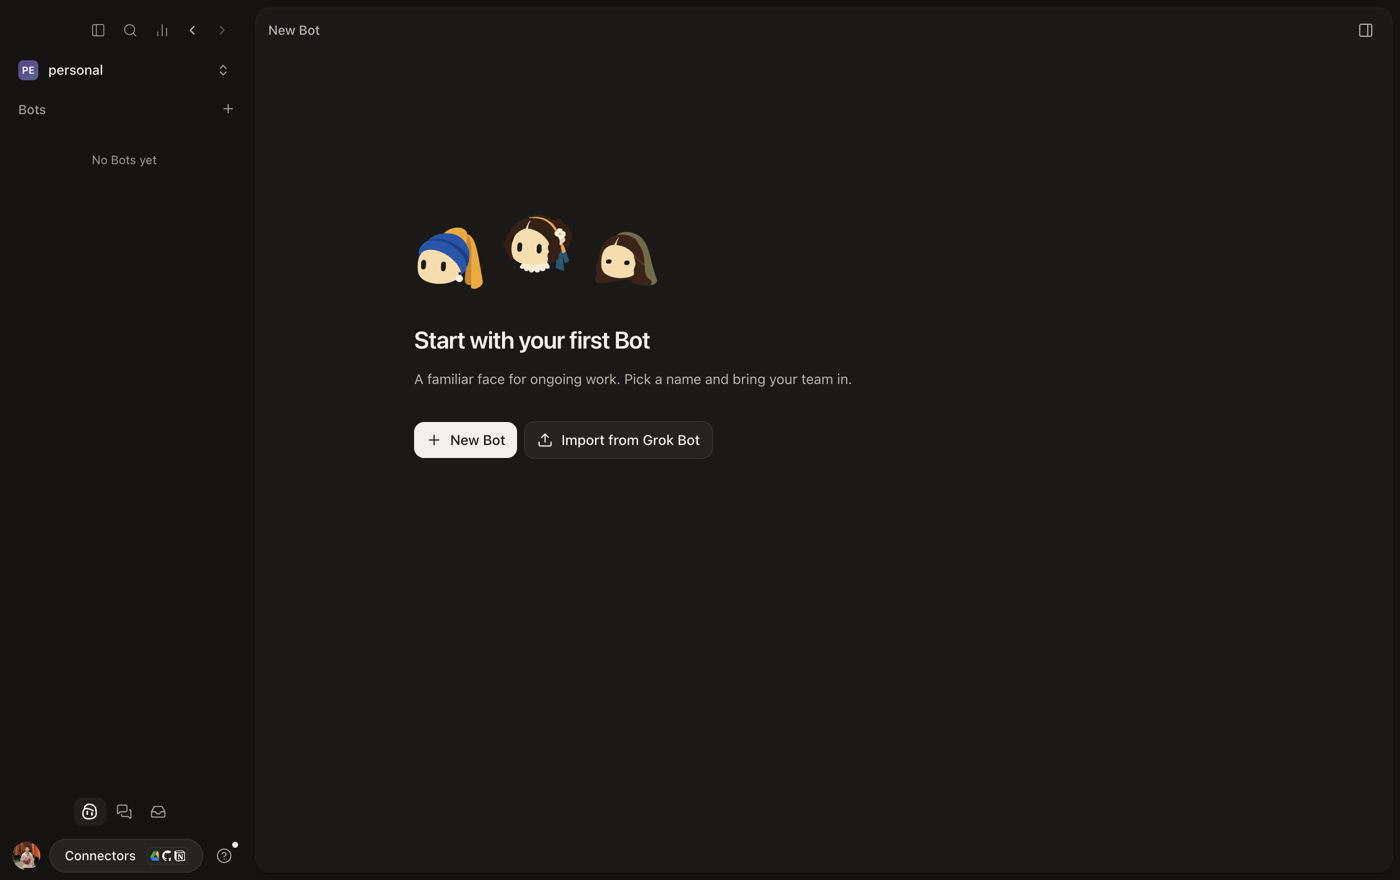 New Bot
PE personal
Bots
No Bots yet
Start with your first Bot
A familiar face for ongoing work. Pick a name and bring your team in.
New Bot
Import from Grok Bot
Connectors